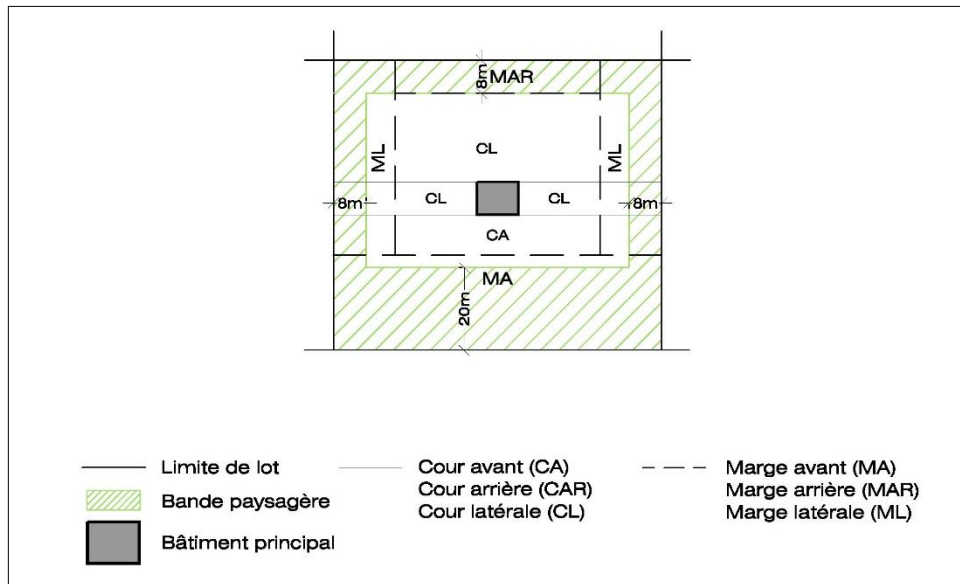 8m MAR
CL
ML ML
8m CL CL 8m
CA
MA
20m
Limite de lot
Bande paysagère
Bâtiment principal
Cour avant (CA)
Cour arrière (CAR)
Cour latérale (CL)
Marge avant (MA)
Marge arrière (MAR)
Marge latérale (ML)